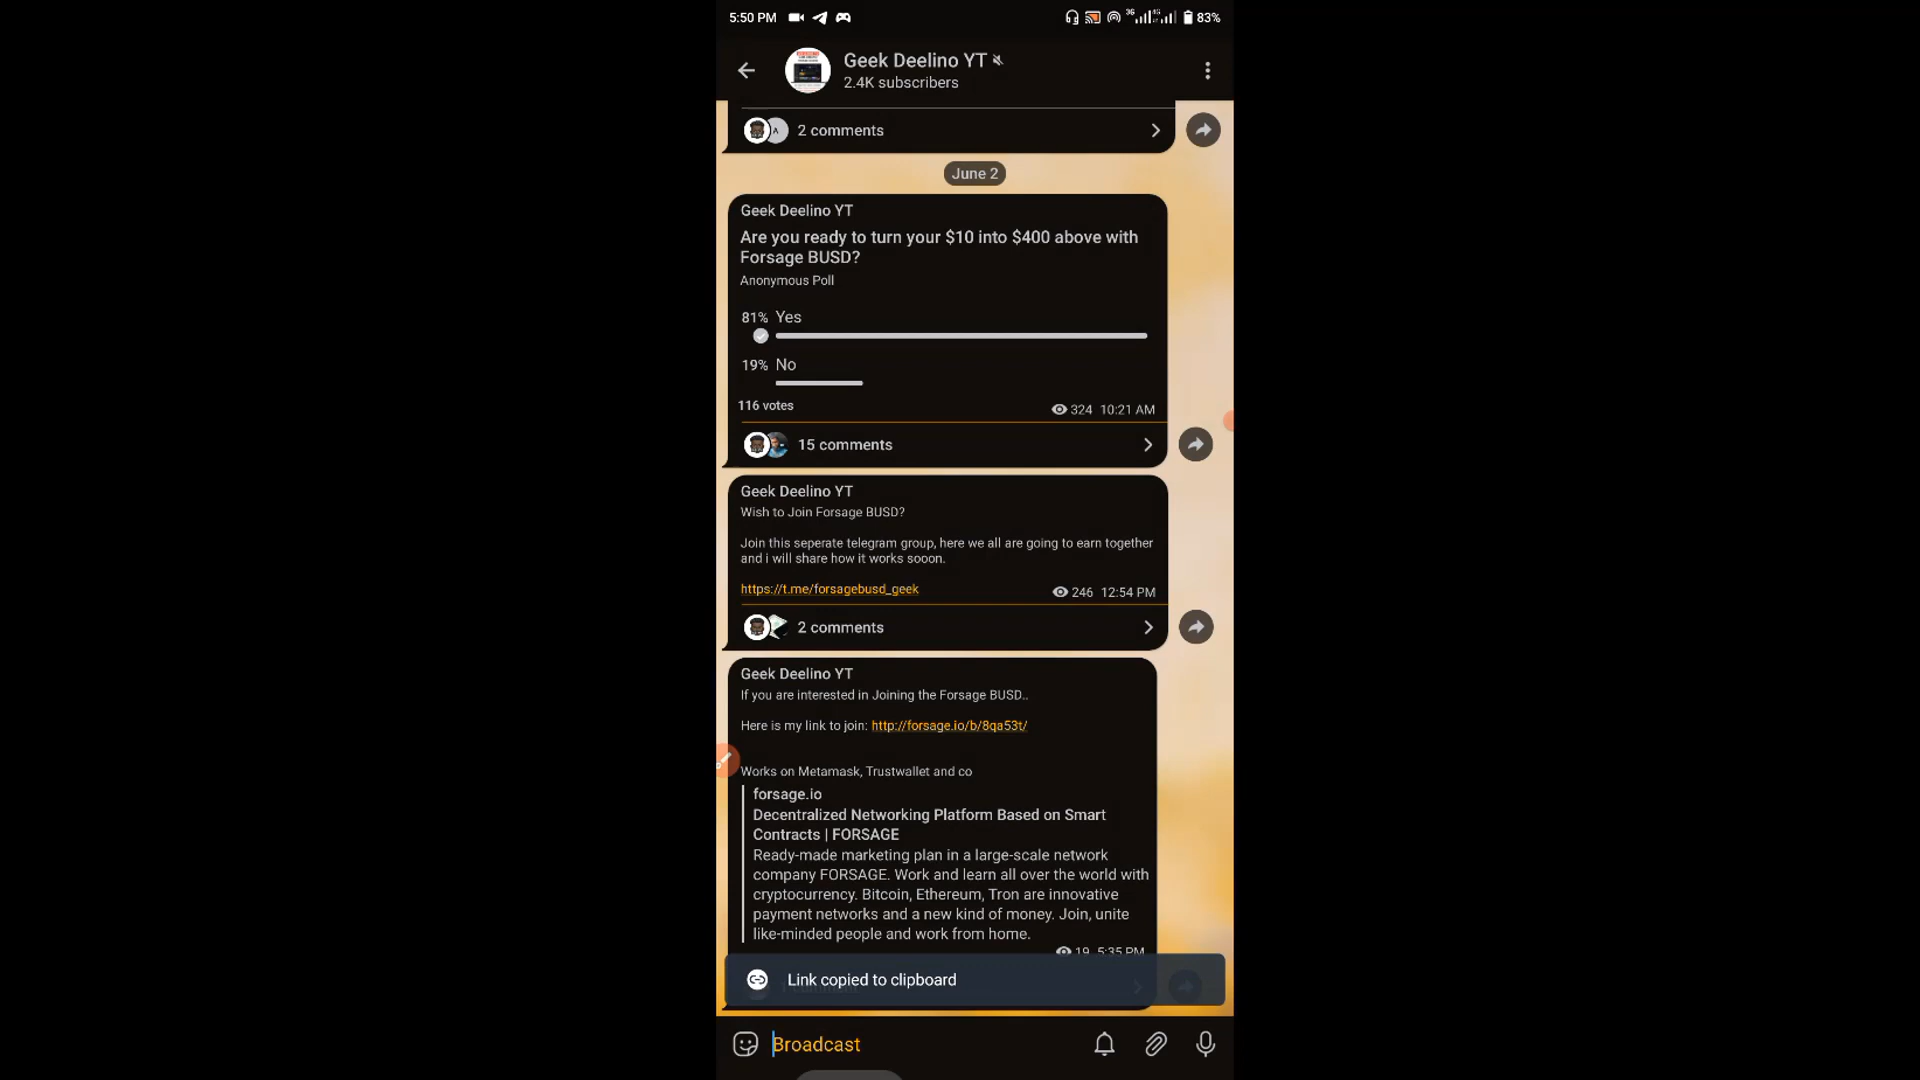 5:50 PM 3G 4G 83%
Geek Deelino YT
2.4K subscribers
A 2 comments
June 2
Geek Deelino YT
Are you ready to turn your $10 into $400 above with
Forsage BUSD?
Anonymous Poll
81% Yes
19% No
116 votes 324 10:21 AM
15 comments
Geek Deelino YT
Wish to Join Forsage BUSD?
Join this seperate telegram group, here we all are going to earn together
and i will share how it works sooon.
https://t.me/forsagebusd_geek 246 12:54 PM
2 comments
Geek Deelino YT
If you are interested in Joining the Forsage BUSD..
Here is my link to join: http://forsage.io/b/8qa53t/
Works on Metamask, Trustwallet and co
forsage.io
Decentralized Networking Platform Based on Smart
Contracts | FORSAGE
Ready-made marketing plan in a large-scale network
company FORSAGE. Work and learn all over the world with
cryptocurrency. Bitcoin, Ethereum, Tron are innovative
payment networks and a new kind of money. Join, unite
like-minded people and work from home.
19 5:35 PM
Link copied to clipboard
Broadcast